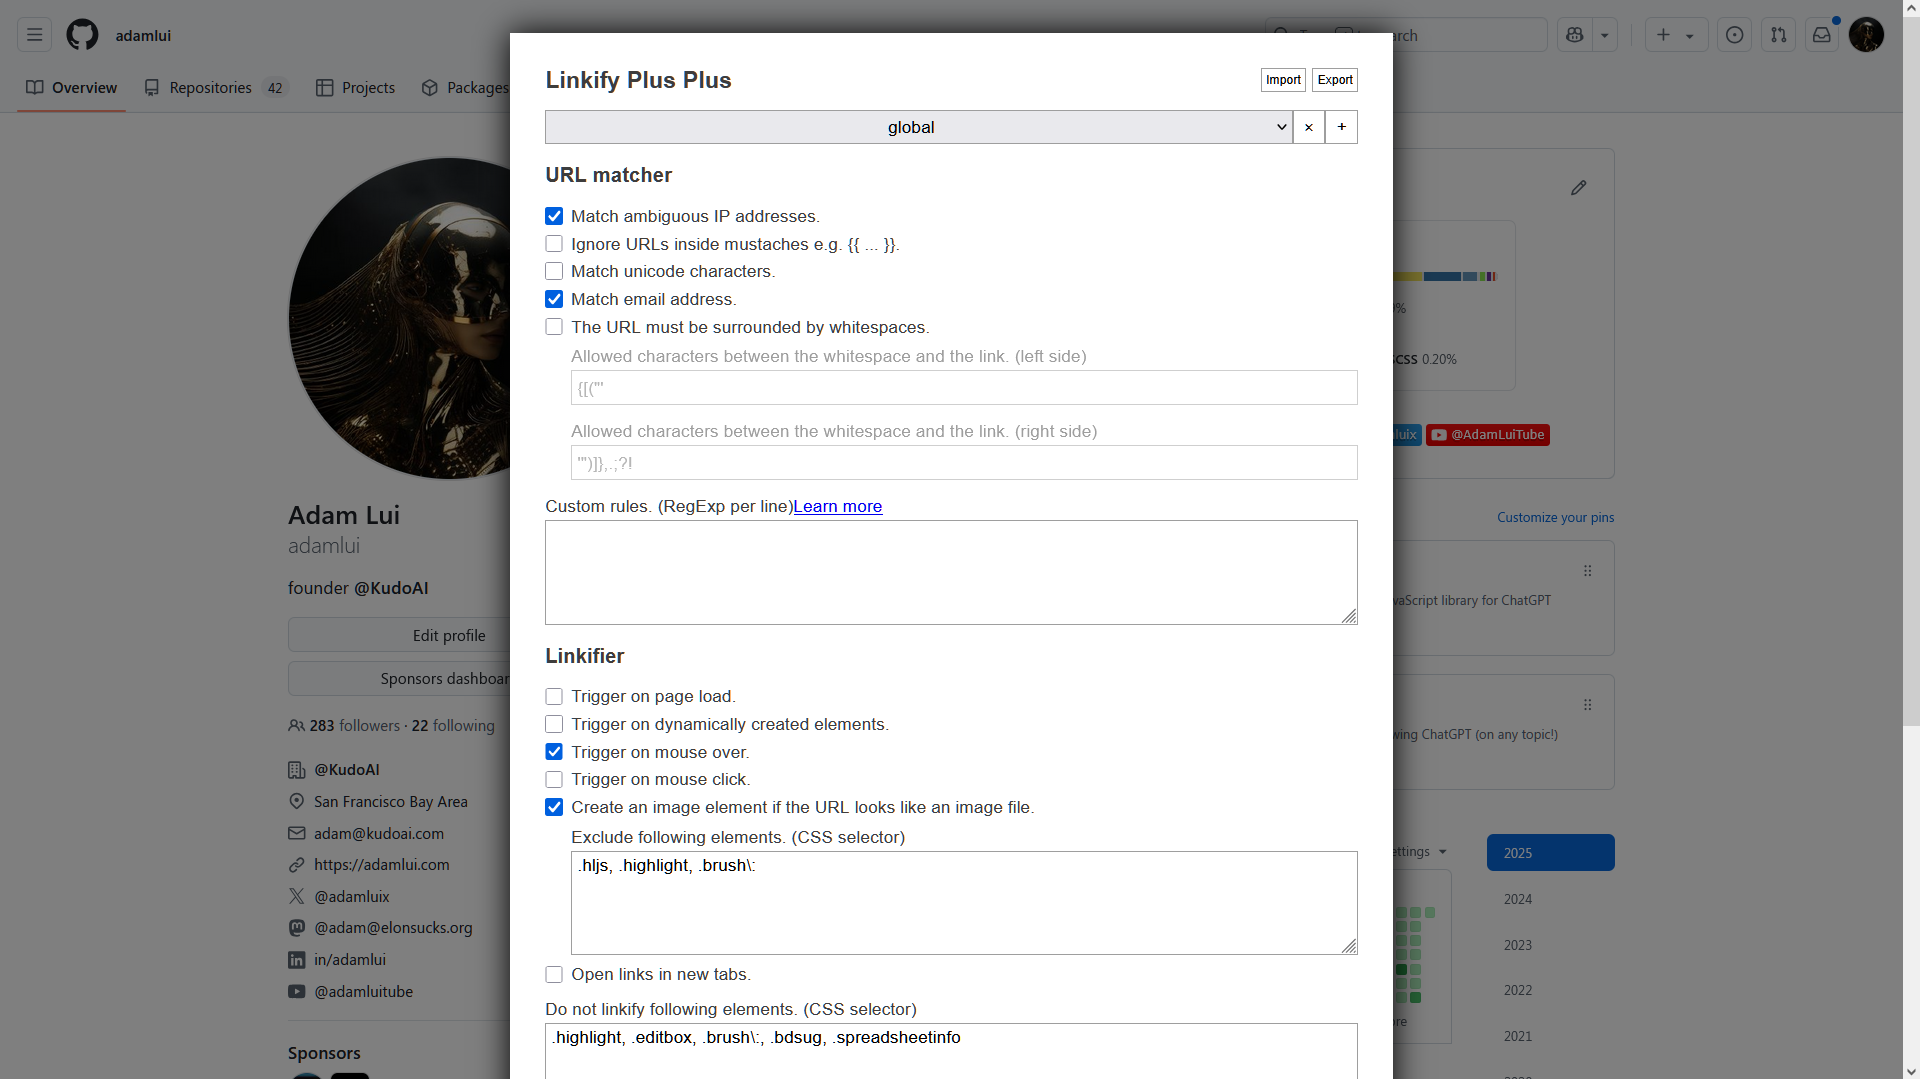 adamlui
arch
Overview
Repositories 42
Projects
Packages
Linkify Plus Plus
Import
Export
global
×
+
URL matcher
Match ambiguous IP addresses.
Ignore URLs inside mustaches e.g. {{ ... }}.
Match unicode characters.
Match email address.
The URL must be surrounded by whitespaces.
Allowed characters between the whitespace and the link. (left side)
{[("'
Allowed characters between the whitespace and the link. (right side)
'")]},.;?!
Custom rules. (RegExp per line)Learn more
Linkifier
Trigger on page load.
Trigger on dynamically created elements.
Trigger on mouse over.
Trigger on mouse click.
Create an image element if the URL looks like an image file.
Exclude following elements. (CSS selector)
.hljs, .highlight, .brush\:
Open links in new tabs.
Do not linkify following elements. (CSS selector)
.highlight, .editbox, .brush\:, .bdsug, .spreadsheetinfo
Adam Lui
adamlui
founder @KudoAI
Edit profile
Sponsors dashboar
283 followers · 22 following
@KudoAI
San Francisco Bay Area
adam@kudoai.com
https://adamlui.com
@adamluix
@adam@elonsucks.org
in/adamlui
@adamluitube
Sponsors
%
SCSS 0.20%
luix
@AdamLuiTube
Customize your pins
vaScript library for ChatGPT
wing ChatGPT (on any topic!)
ettings
2025
2024
2023
2022
2021
re